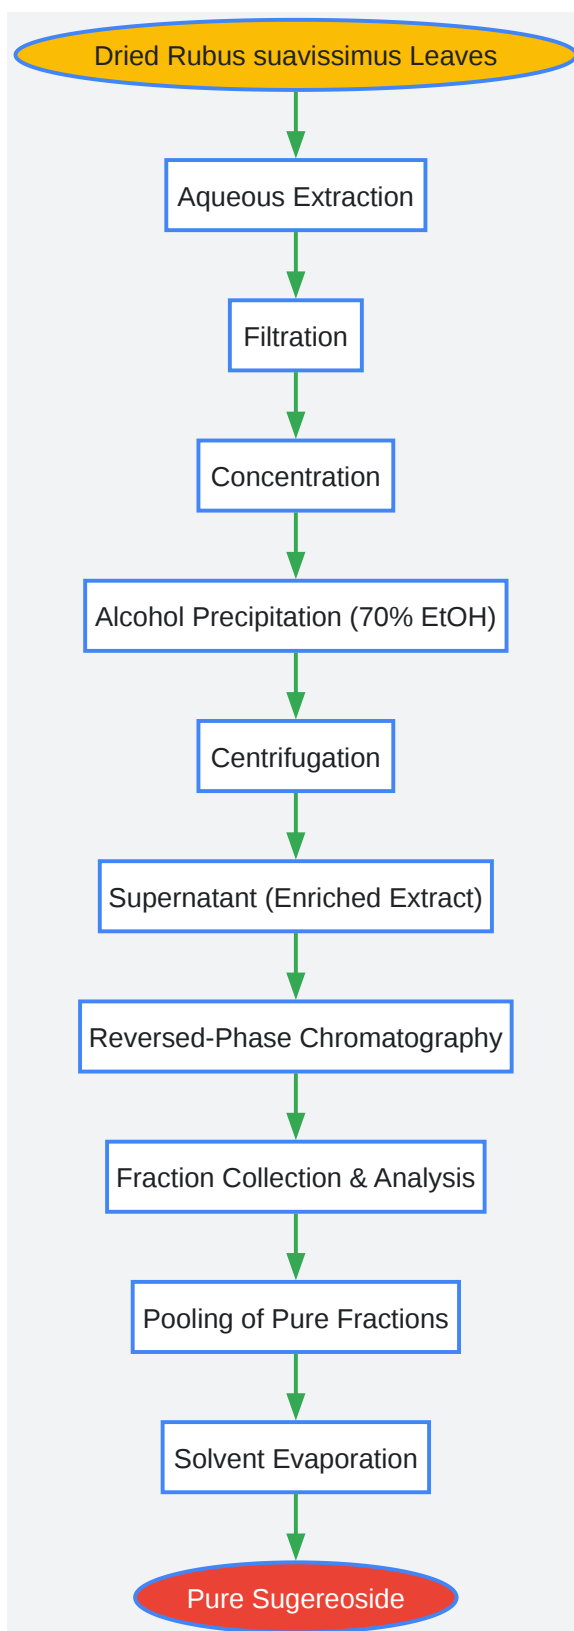 Dried Rubus suavissimus Leaves
Aqueous Extraction
Filtration
Concentration
Alcohol Precipitation (70% EtOH)
Centrifugation
Supernatant (Enriched Extract)
Reversed-Phase Chromatography
Fraction Collection & Analysis
Pooling of Pure Fractions
Solvent Evaporation
Pure Sugereoside